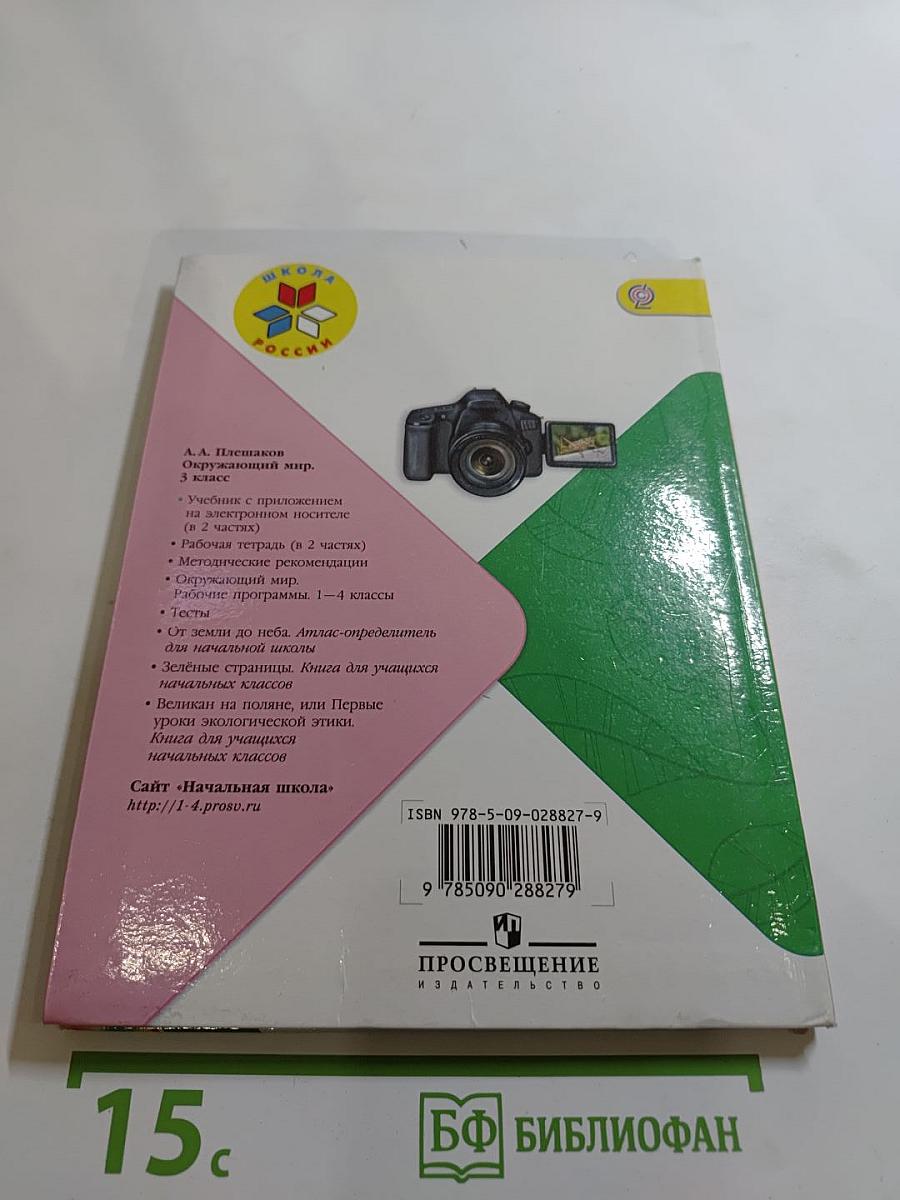 ШКОЛА
РОССИИ
А. А. Плешаков
Окружающий мир.
3 класс
• Учебник с приложением
на электронном носителе
(в 2 частях)
• Рабочая тетрадь (в 2 частях)
• Методические рекомендации
• Окружающий мир.
Рабочие программы. 1—4 классы
• Тесты
• От земли до неба. Атлас-определитель
для начальной школы
• Зелёные страницы. Книга для учащихся
начальных классов
• Великан на поляне, или Первые
уроки экологической этики.
Книга для учащихся
начальных классов
Сайт «Начальная школа»
http://1-4.prosv.ru
ISBN 978-5-09-028827-9
9 785090 288279
ИП
ПРОСВЕЩЕНИЕ
ИЗДАТЕЛЬСТВО
15 с
БФ БИБЛИОФАН